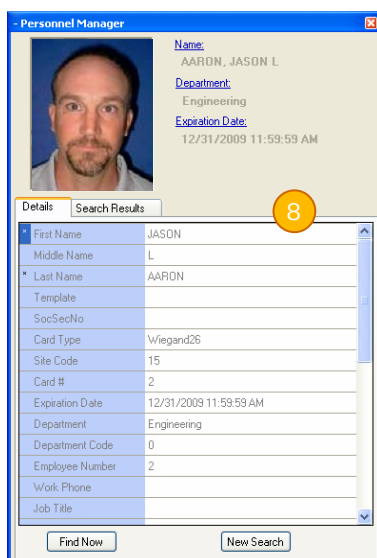 - Personnel Manager
Name:
AARON, JASON L
Department:
Engineering
Expiration Date:
12/31/2009 11:59:59 AM
Details Search Results
8
* First Name JASON
Middle Name L
* Last Name AARON
Template
SocSecNo
Card Type Wiegand26
Site Code 15
Card # 2
Expiration Date 12/31/2009 11:59:59 AM
Department Engineering
Department Code 0
Employee Number 2
Work Phone
Job Title
Find Now New Search